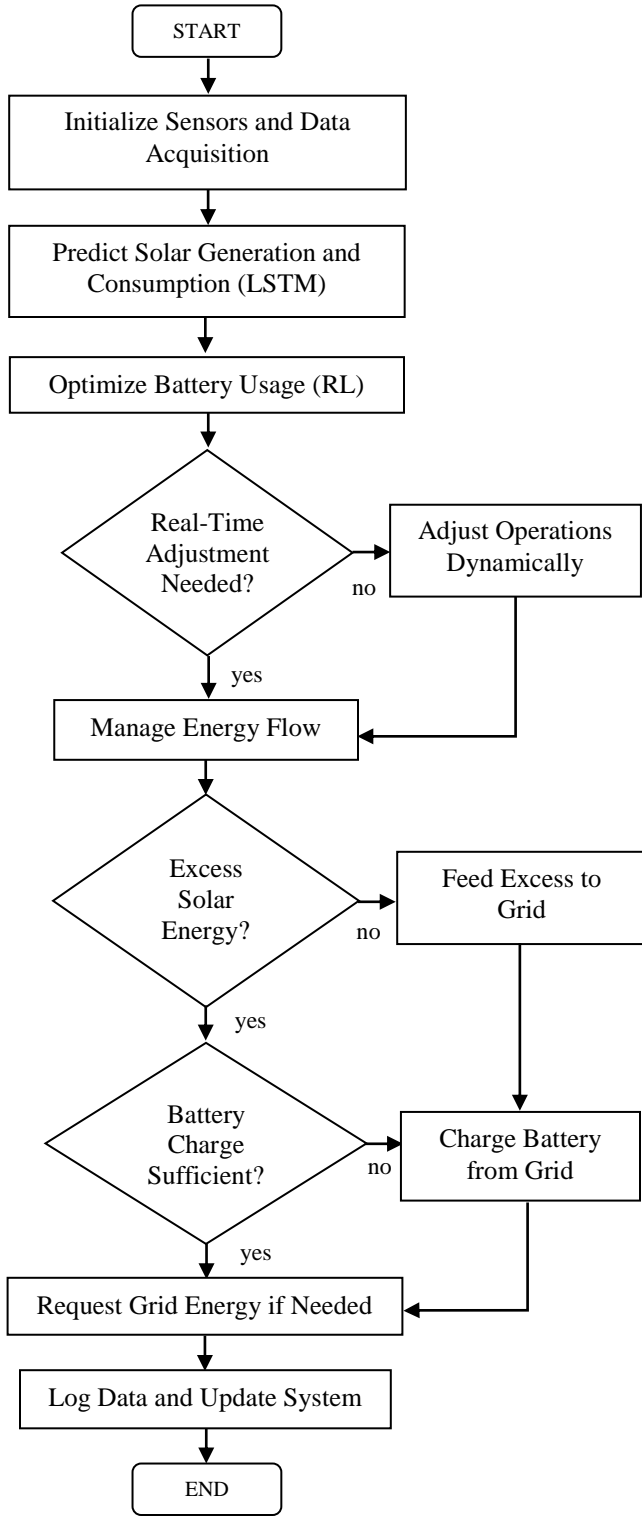 START
Initialize Sensors and Data
Acquisition
Predict Solar Generation and
Consumption (LSTM)
Optimize Battery Usage (RL)
Real-Time
Adjustment
Needed?
no
Adjust Operations
Dynamically
yes
Manage Energy Flow
Excess
Solar
Energy?
no
Feed Excess to
Grid
yes
Battery
Charge
Sufficient?
no
Charge Battery
from Grid
yes
Request Grid Energy if Needed
Log Data and Update System
END